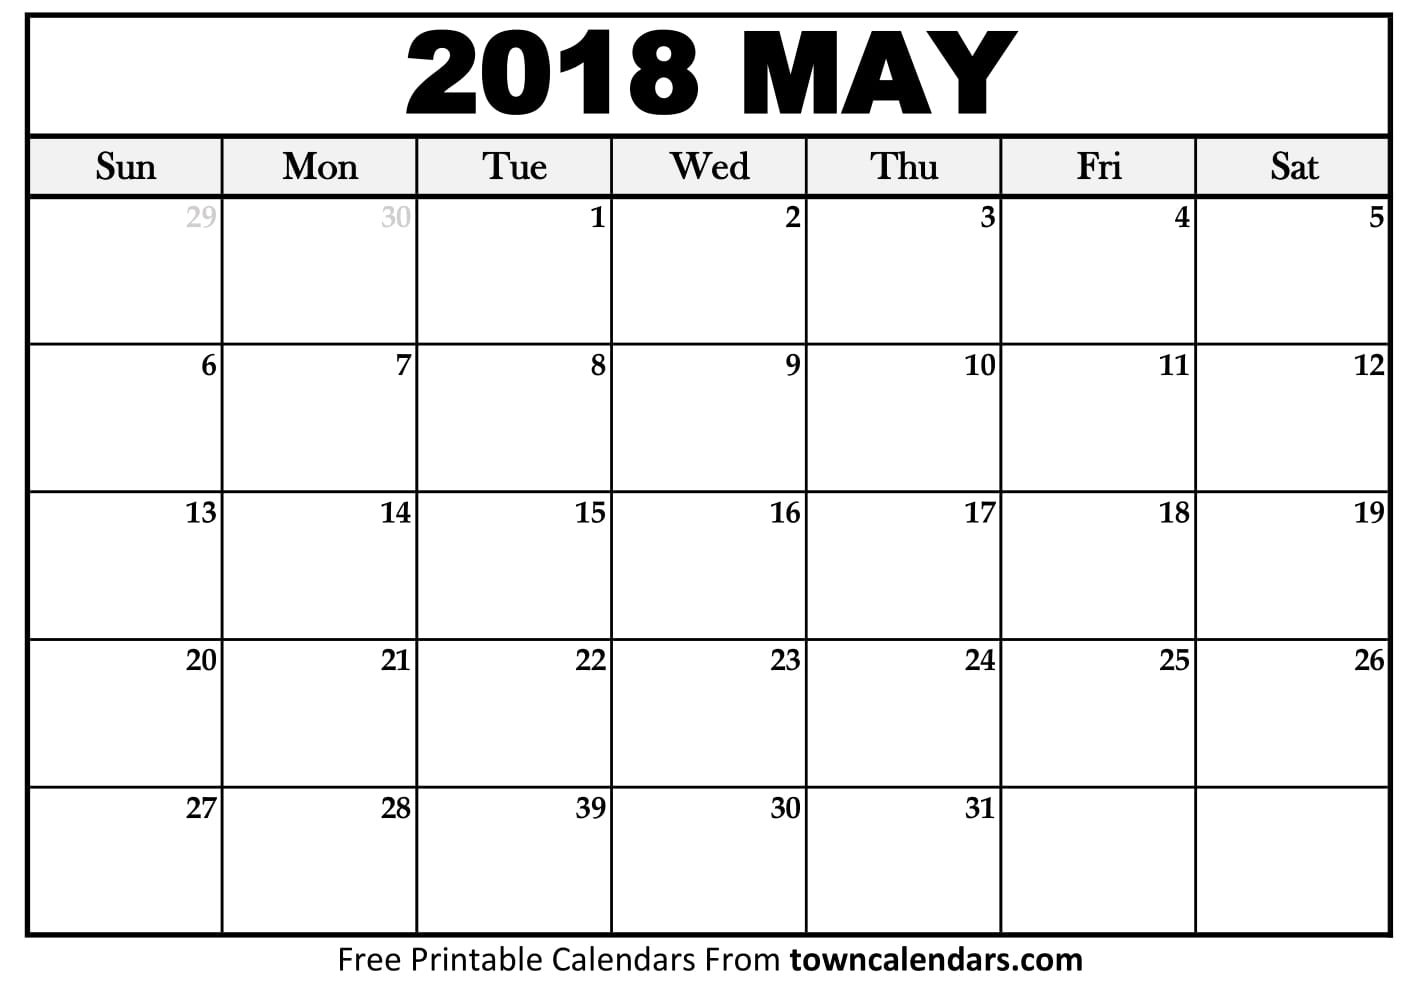 2018 MAY
Sun Mon Tue Wed Thu Fri Sat
29 30 1 2 3 4 5
6 7 8 9 10 11 12
13 14 15 16 17 18 19
20 21 22 23 24 25 26
27 28 39 30 31
Free Printable Calendars From towncalendars.com